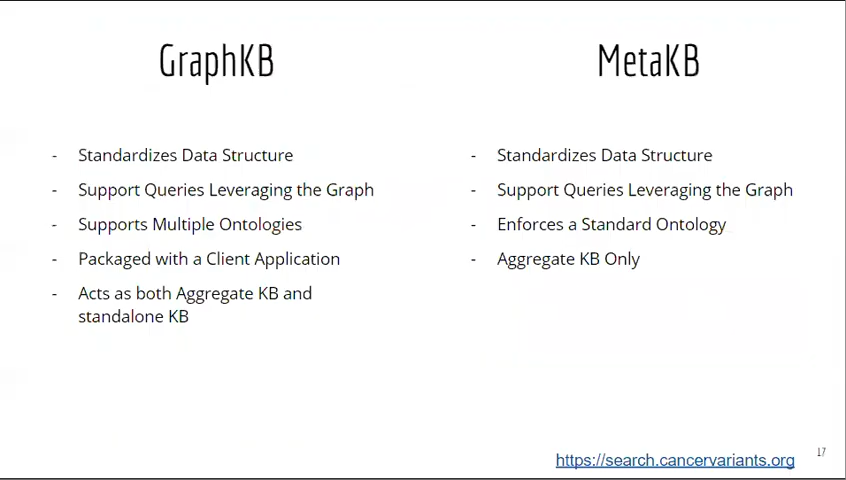 GraphKB
- Standardizes Data Structure
- Support Queries Leveraging the Graph
- Supports Multiple Ontologies
- Packaged with a Client Application
- Acts as both Aggregate KB and
standalone KB
MetaKB
- Standardizes Data Structure
- Support Queries Leveraging the Graph
- Enforces a Standard Ontology
- Aggregate KB Only
https://search.cancervariants.org
17